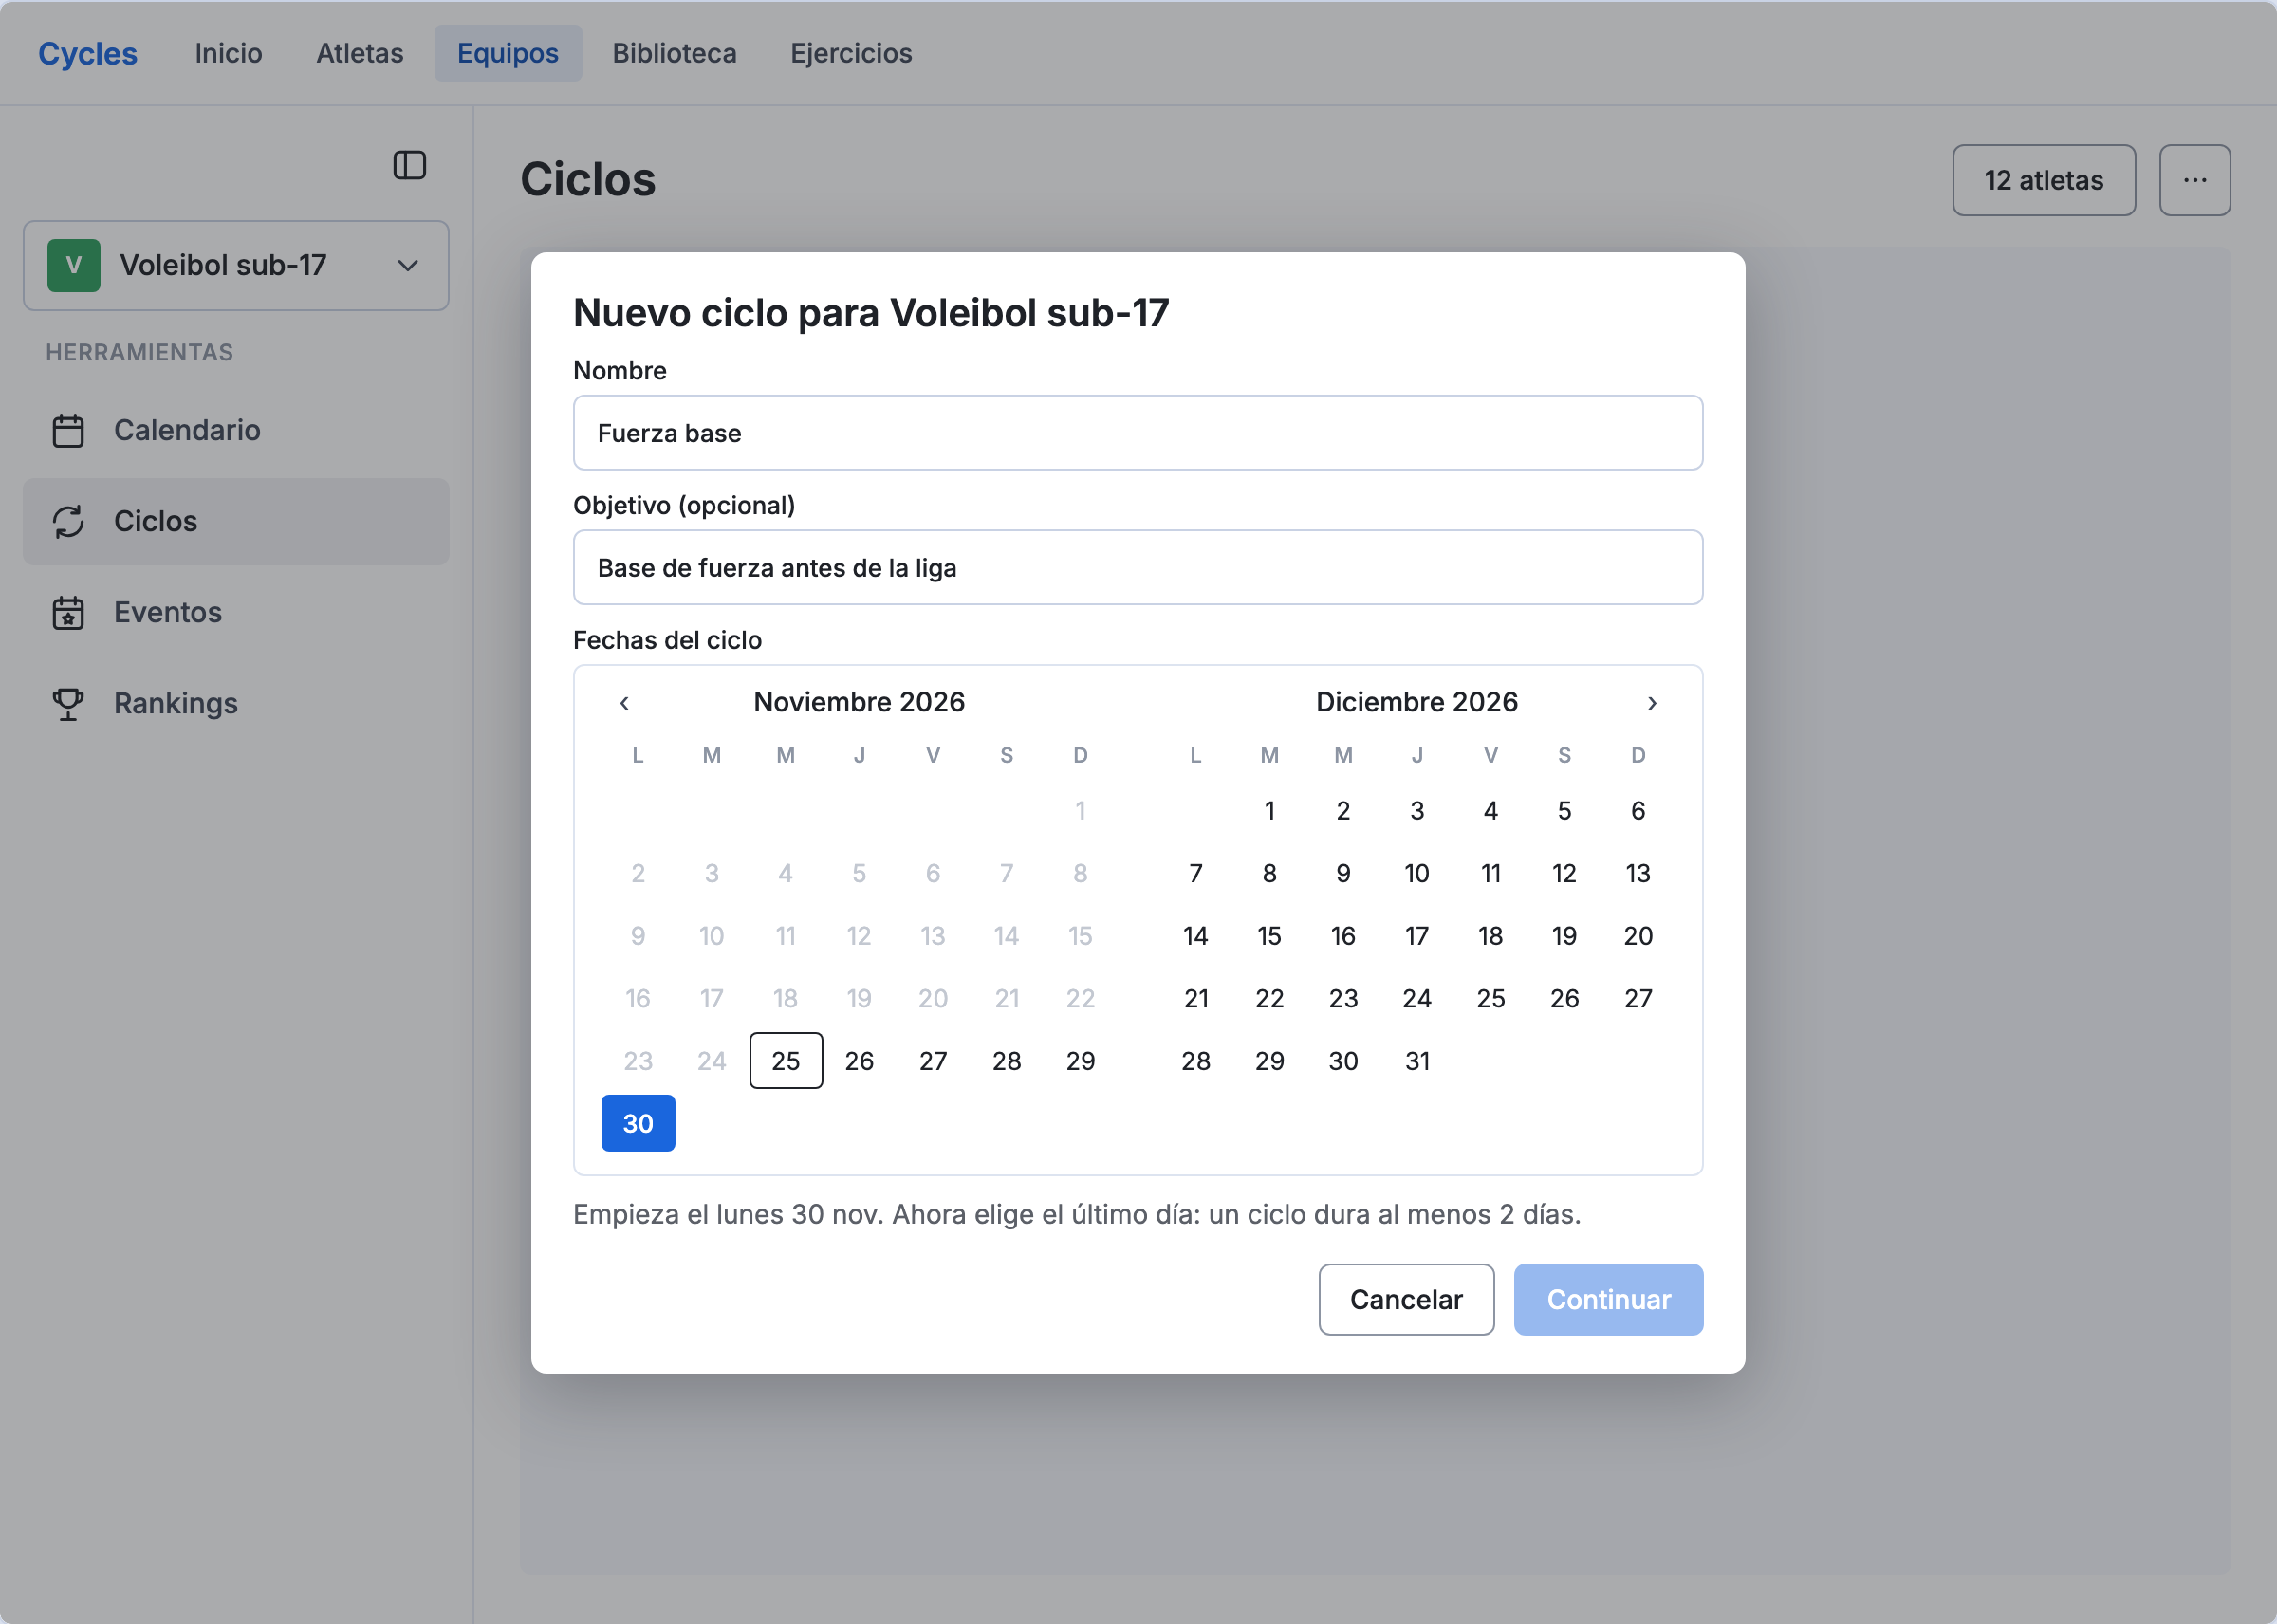 Cycles Inicio Atletas Equipos Biblioteca Ejercicios
Ciclos
12 atletas
...
V Voleibol sub-17
HERRAMIENTAS
Calendario
Ciclos
Eventos
Rankings
Nuevo ciclo para Voleibol sub-17
Nombre
Fuerza base
Objetivo (opcional)
Base de fuerza antes de la liga
Fechas del ciclo
‹ Noviembre 2026
L M M J V S D
1
2 3 4 5 6 7 8
9 10 11 12 13 14 15
16 17 18 19 20 21 22
23 24 25 26 27 28 29
30
Diciembre 2026 ›
L M M J V S D
1 2 3 4 5 6
7 8 9 10 11 12 13
14 15 16 17 18 19 20
21 22 23 24 25 26 27
28 29 30 31
Empieza el lunes 30 nov. Ahora elige el último día: un ciclo dura al menos 2 días.
Cancelar Continuar